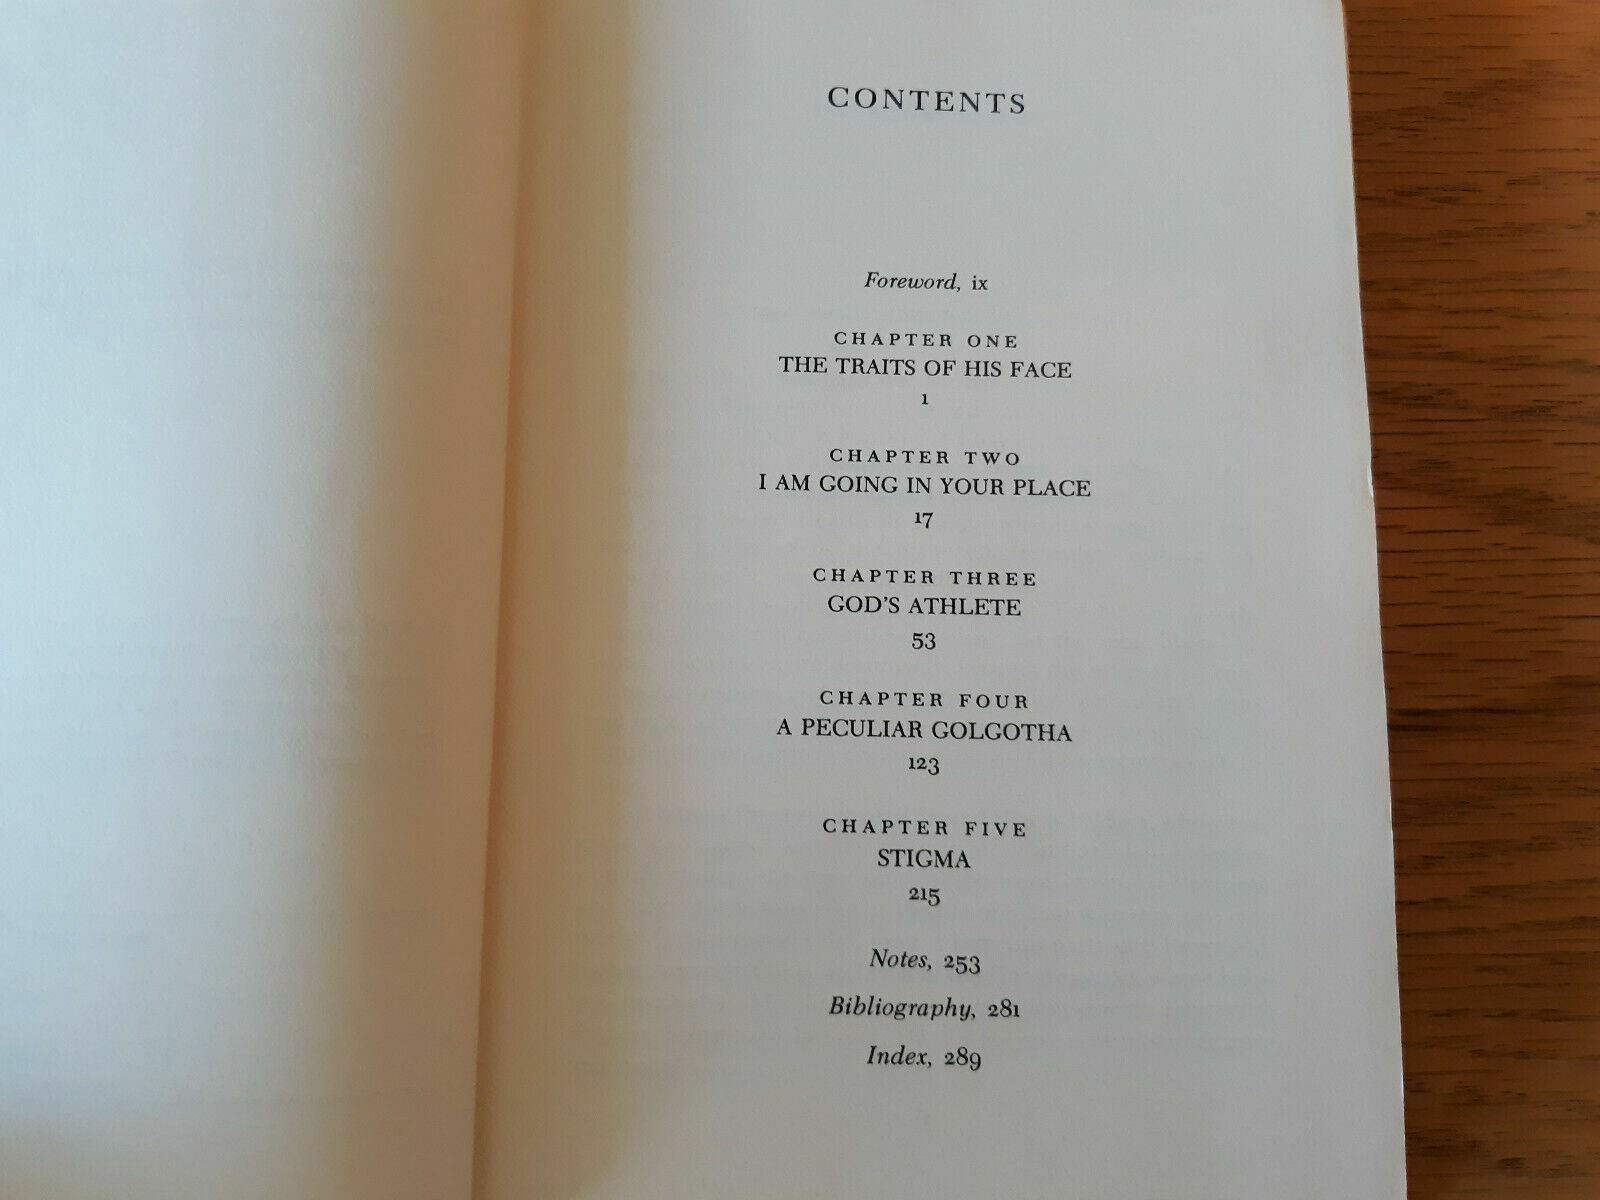 CONTENTS
Foreword, ix
CHAPTER ONE
THE TRAITS OF HIS FACE
1
CHAPTER TWO
I AM GOING IN YOUR PLACE
17
CHAPTER THREE
GOD'S ATHLETE
53
CHAPTER FOUR
A PECULIAR GOLGOTHA
123
CHAPTER FIVE
STIGMA
215
Notes, 253
Bibliography, 281
Index, 289